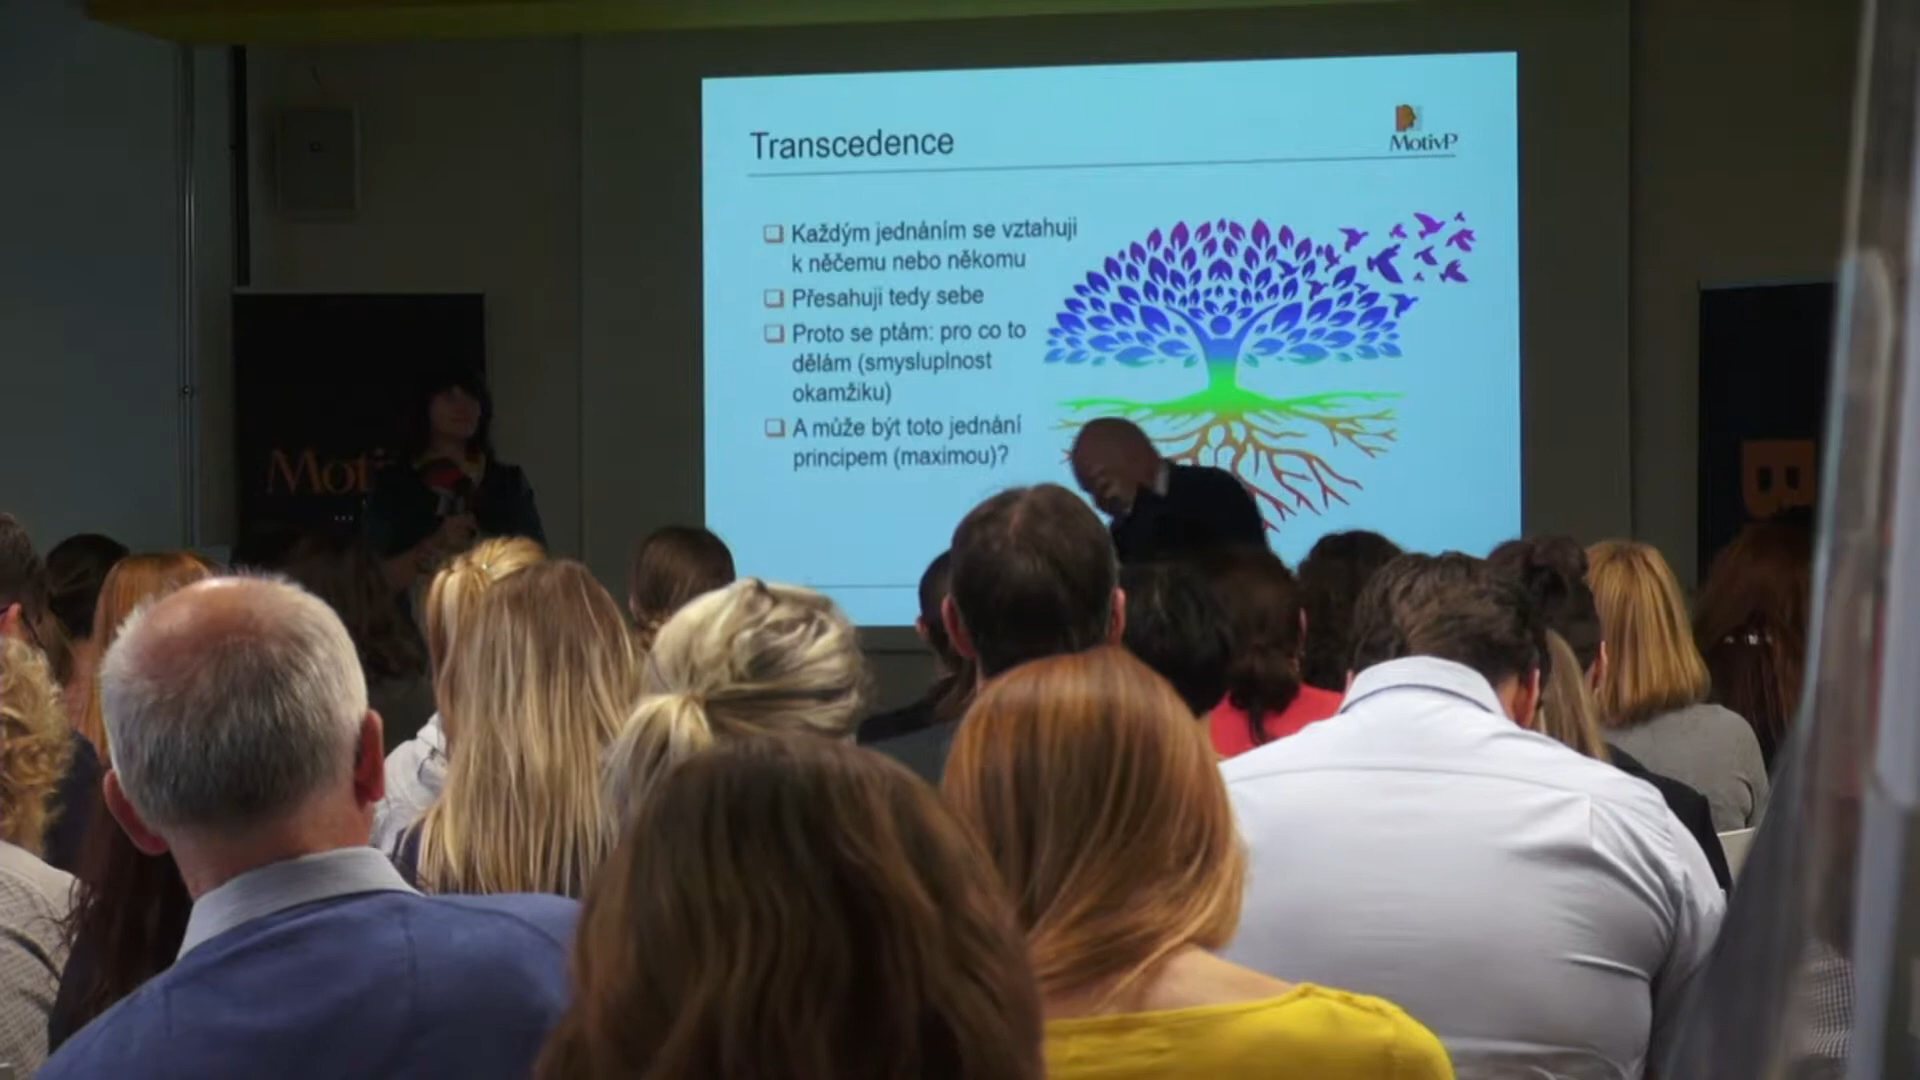 Transcedence
MotivP
Každým jednáním se vztahuji
k něčemu nebo někomu
Přesahuji tedy sebe
Proto se ptám: pro co to
dělám (smysluplnost
okamžiku)
A může být toto jednání
principem (maximou)?
Moti
B